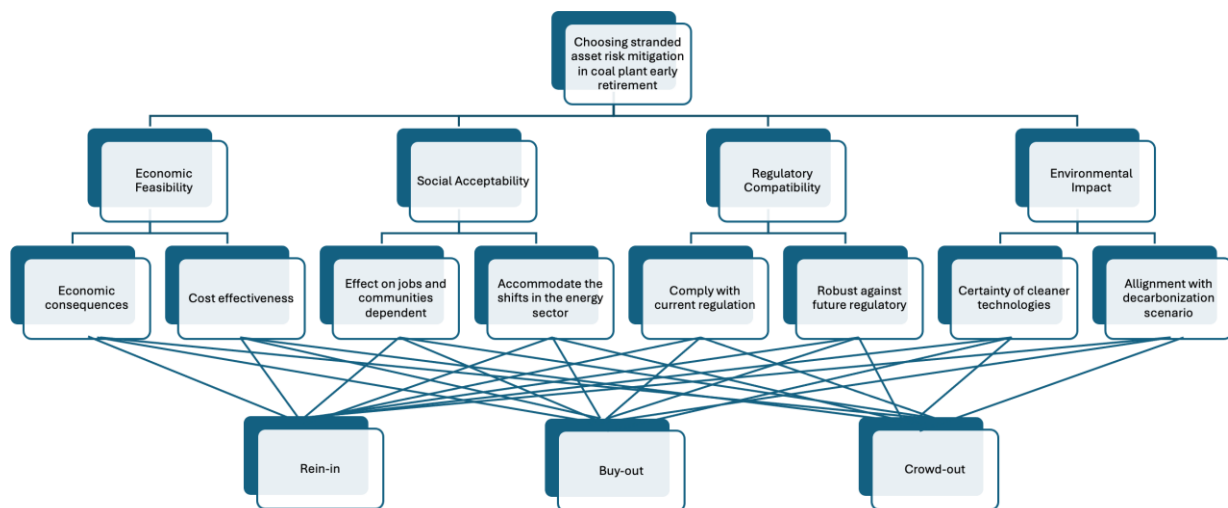 Choosing stranded
asset risk mitigation
in coal plant early
retirement
Economic
Feasibility
Social Acceptability
Regulatory
Compatibility
Environmental
Impact
Economic
consequences
Cost effectiveness
Effect on jobs and
communities
dependent
Accommodate the
shifts in the energy
sector
Comply with
current regulation
Robust against
future regulatory
Certainty of cleaner
technologies
Allignment with
decarbonization
scenario
Rein-in
Buy-out
Crowd-out